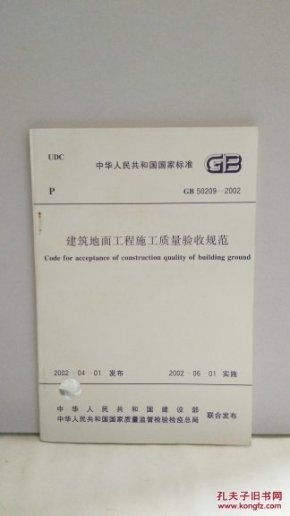 UDC
中华人民共和国国家标准 GB
P GB 50209-2002
建筑地面工程施工质量验收规范
Code for acceptance of construction quality of building ground
2002-04-01 发布 2002-06-01 实施
中华人民共和国建设部
中华人民共和国国家质量监督检验检疫总局 联合发布
孔夫子旧书网
www.kongfz.com